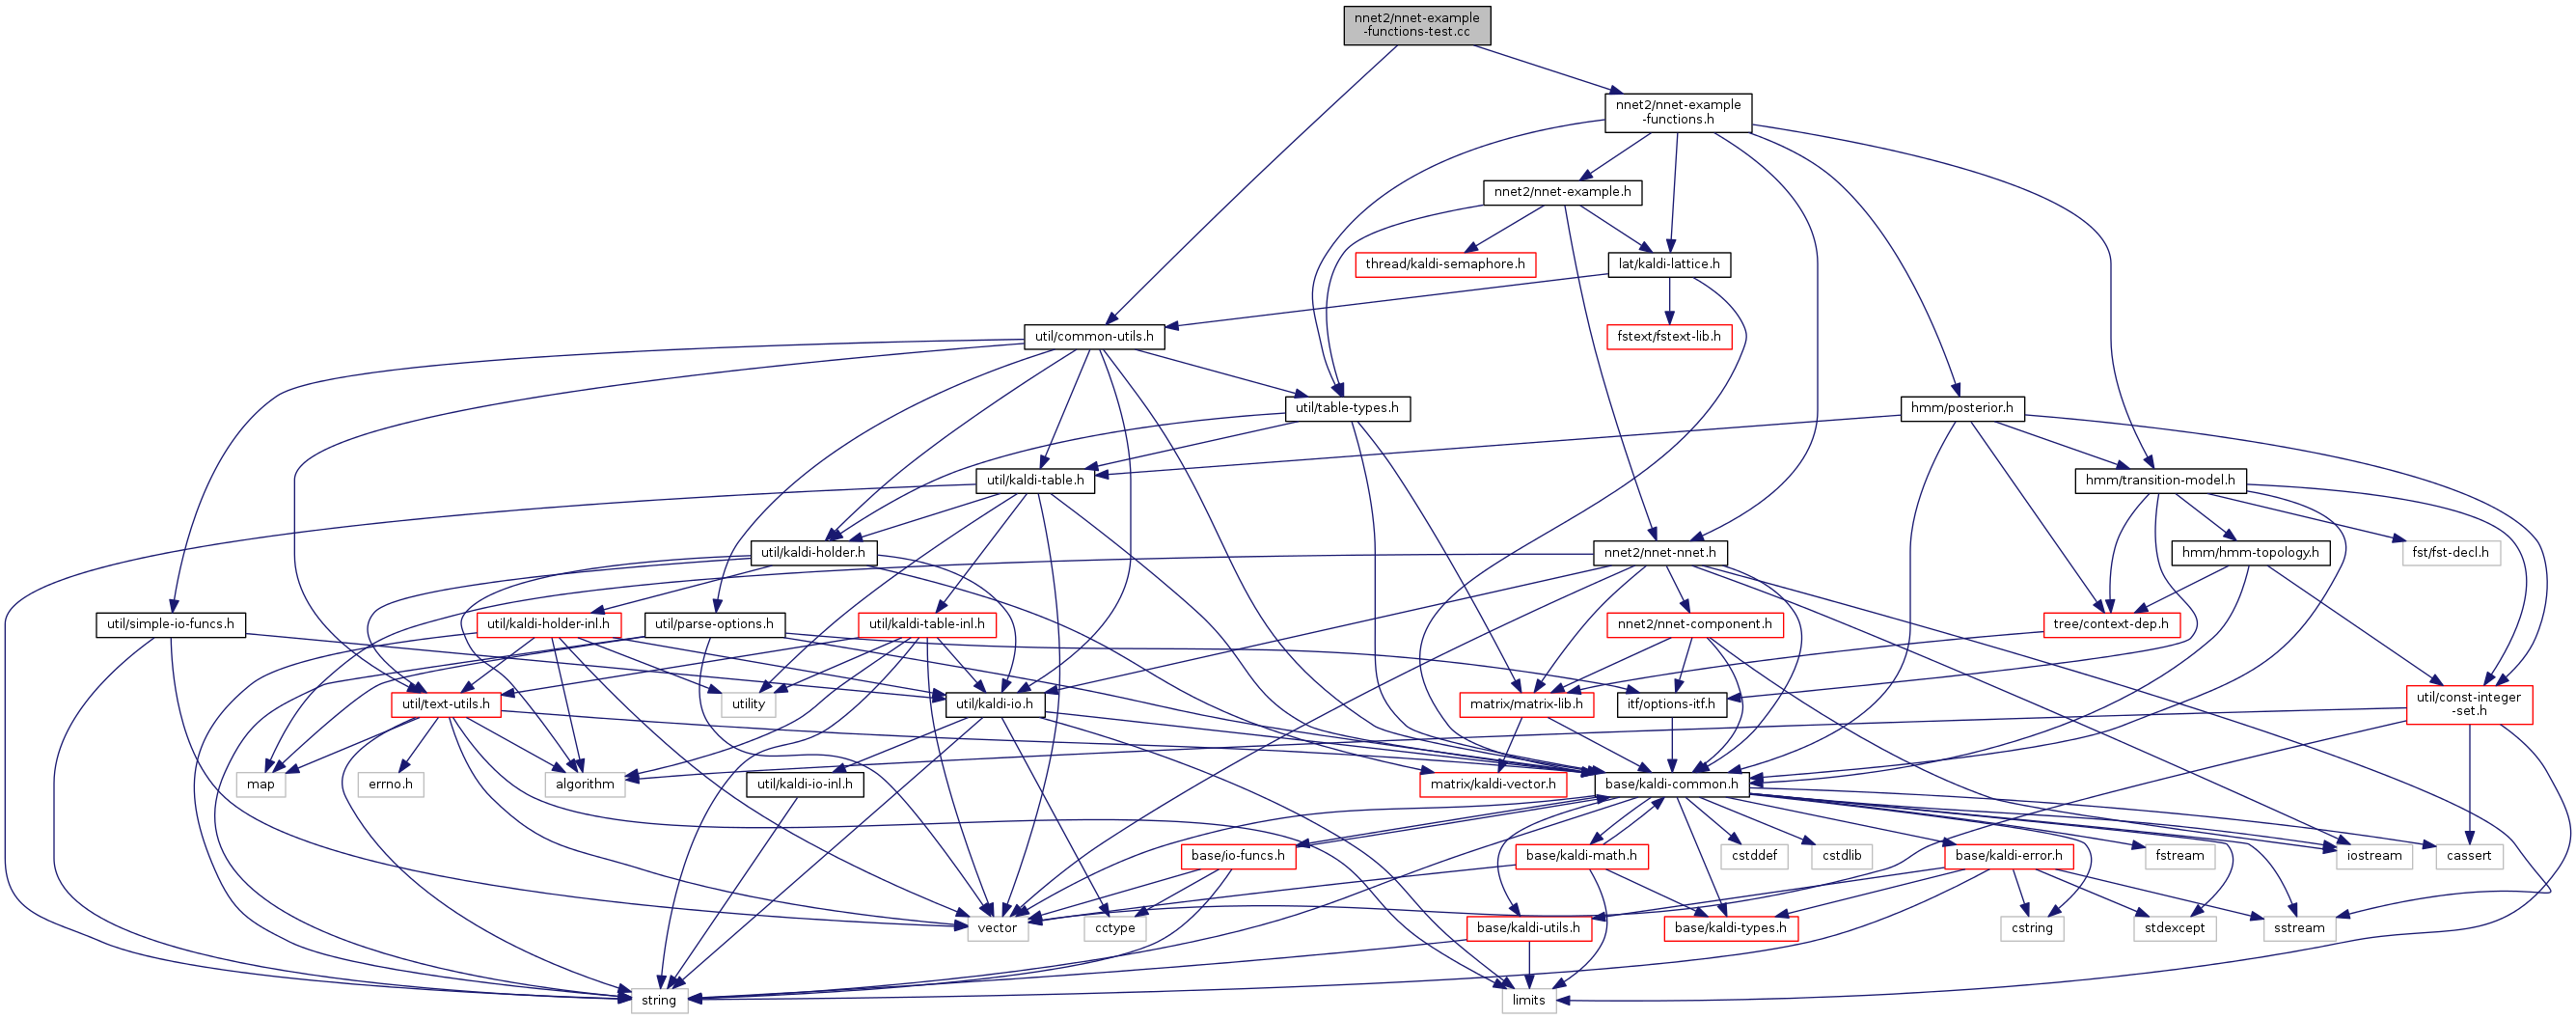 nnet2/nnet-example
-functions-test.cc
nnet2/nnet-example
-functions.h
nnet2/nnet-example.h
thread/kaldi-semaphore.h
lat/kaldi-lattice.h
util/common-utils.h
fstext/fstext-lib.h
util/table-types.h
hmm/posterior.h
util/kaldi-table.h
hmm/transition-model.h
util/kaldi-holder.h
nnet2/nnet-nnet.h
hmm/hmm-topology.h
fst/fst-decl.h
util/simple-io-funcs.h
util/kaldi-holder-inl.h
util/parse-options.h
util/kaldi-table-inl.h
nnet2/nnet-component.h
tree/context-dep.h
util/text-utils.h
utility
util/kaldi-io.h
matrix/matrix-lib.h
itf/options-itf.h
util/const-integer
-set.h
map
errno.h
algorithm
util/kaldi-io-inl.h
matrix/kaldi-vector.h
base/kaldi-common.h
base/io-funcs.h
base/kaldi-math.h
cstddef
cstdlib
base/kaldi-error.h
fstream
iostream
cassert
vector
cctype
base/kaldi-utils.h
base/kaldi-types.h
cstring
stdexcept
sstream
string
limits